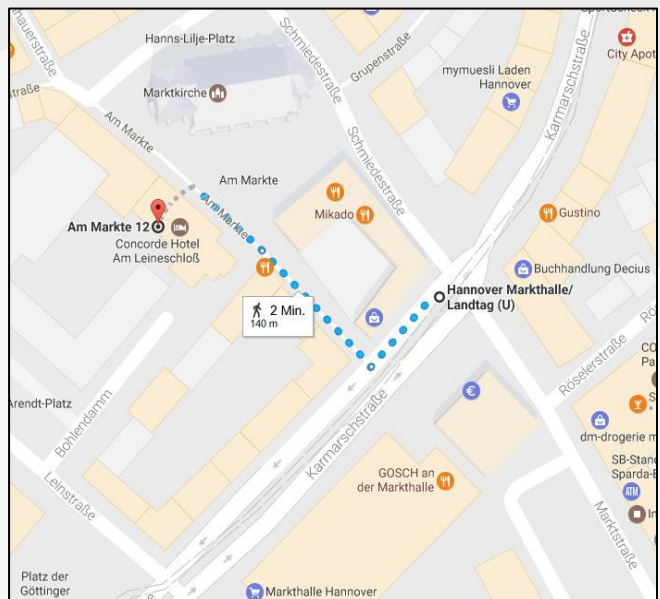 Hanns-Lilje-Platz
Marktkirche
Schmiedestraße
Grupenstraße
mymuesli Laden
Hannover
City Apot
Karmarschstraße
Am Markte
Schmiedestraße
Am Markte
Am Markte
Am Markte 12
Concorde Hotel
Am Leineschloß
Mikado
Gustino
Buchhandlung Decius
Hannover Markthalle/
Landtag (U)
2 Min.
140 m
€
Röselerstraße
Arendt-Platz
Bohlendamm
Karmarschstraße
dm-drogerie m
GOSCH an
der Markthalle
SB-Stan
Sparda-B
ATM
Leinstraße
Marktstraße
Platz der
Göttinger
Markthalle Hannover